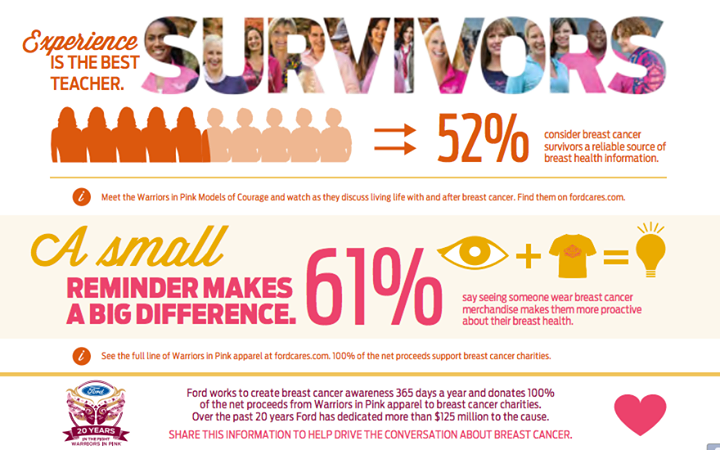 Experience
IS THE BEST
TEACHER.
SURVIVORS
52%
consider breast cancer
survivors a reliable source of
breast health information.
i
Meet the Warriors in Pink Models of Courage and watch as they discuss living life with and after breast cancer. Find them on fordcares.com.
A small
REMINDER MAKES
A BIG DIFFERENCE.
61%
+
=
say seeing someone wear breast cancer
merchandise makes them more proactive
about their breast health.
i
See the full line of Warriors in Pink apparel at fordcares.com. 100% of the net proceeds support breast cancer charities.
Ford
20 YEARS
IN THE FIGHT
WARRIORS IN PINK
Ford works to create breast cancer awareness 365 days a year and donates 100%
of the net proceeds from Warriors in Pink apparel to breast cancer charities.
Over the past 20 years Ford has dedicated more than $125 million to the cause.
SHARE THIS INFORMATION TO HELP DRIVE THE CONVERSATION ABOUT BREAST CANCER.